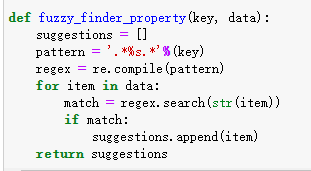 def fuzzy_finder_property(key, data):
    suggestions = []
    pattern = '.*%s.*'%(key)
    regex = re.compile(pattern)
    for item in data:
        match = regex.search(str(item))
        if match:
            suggestions.append(item)
    return suggestions